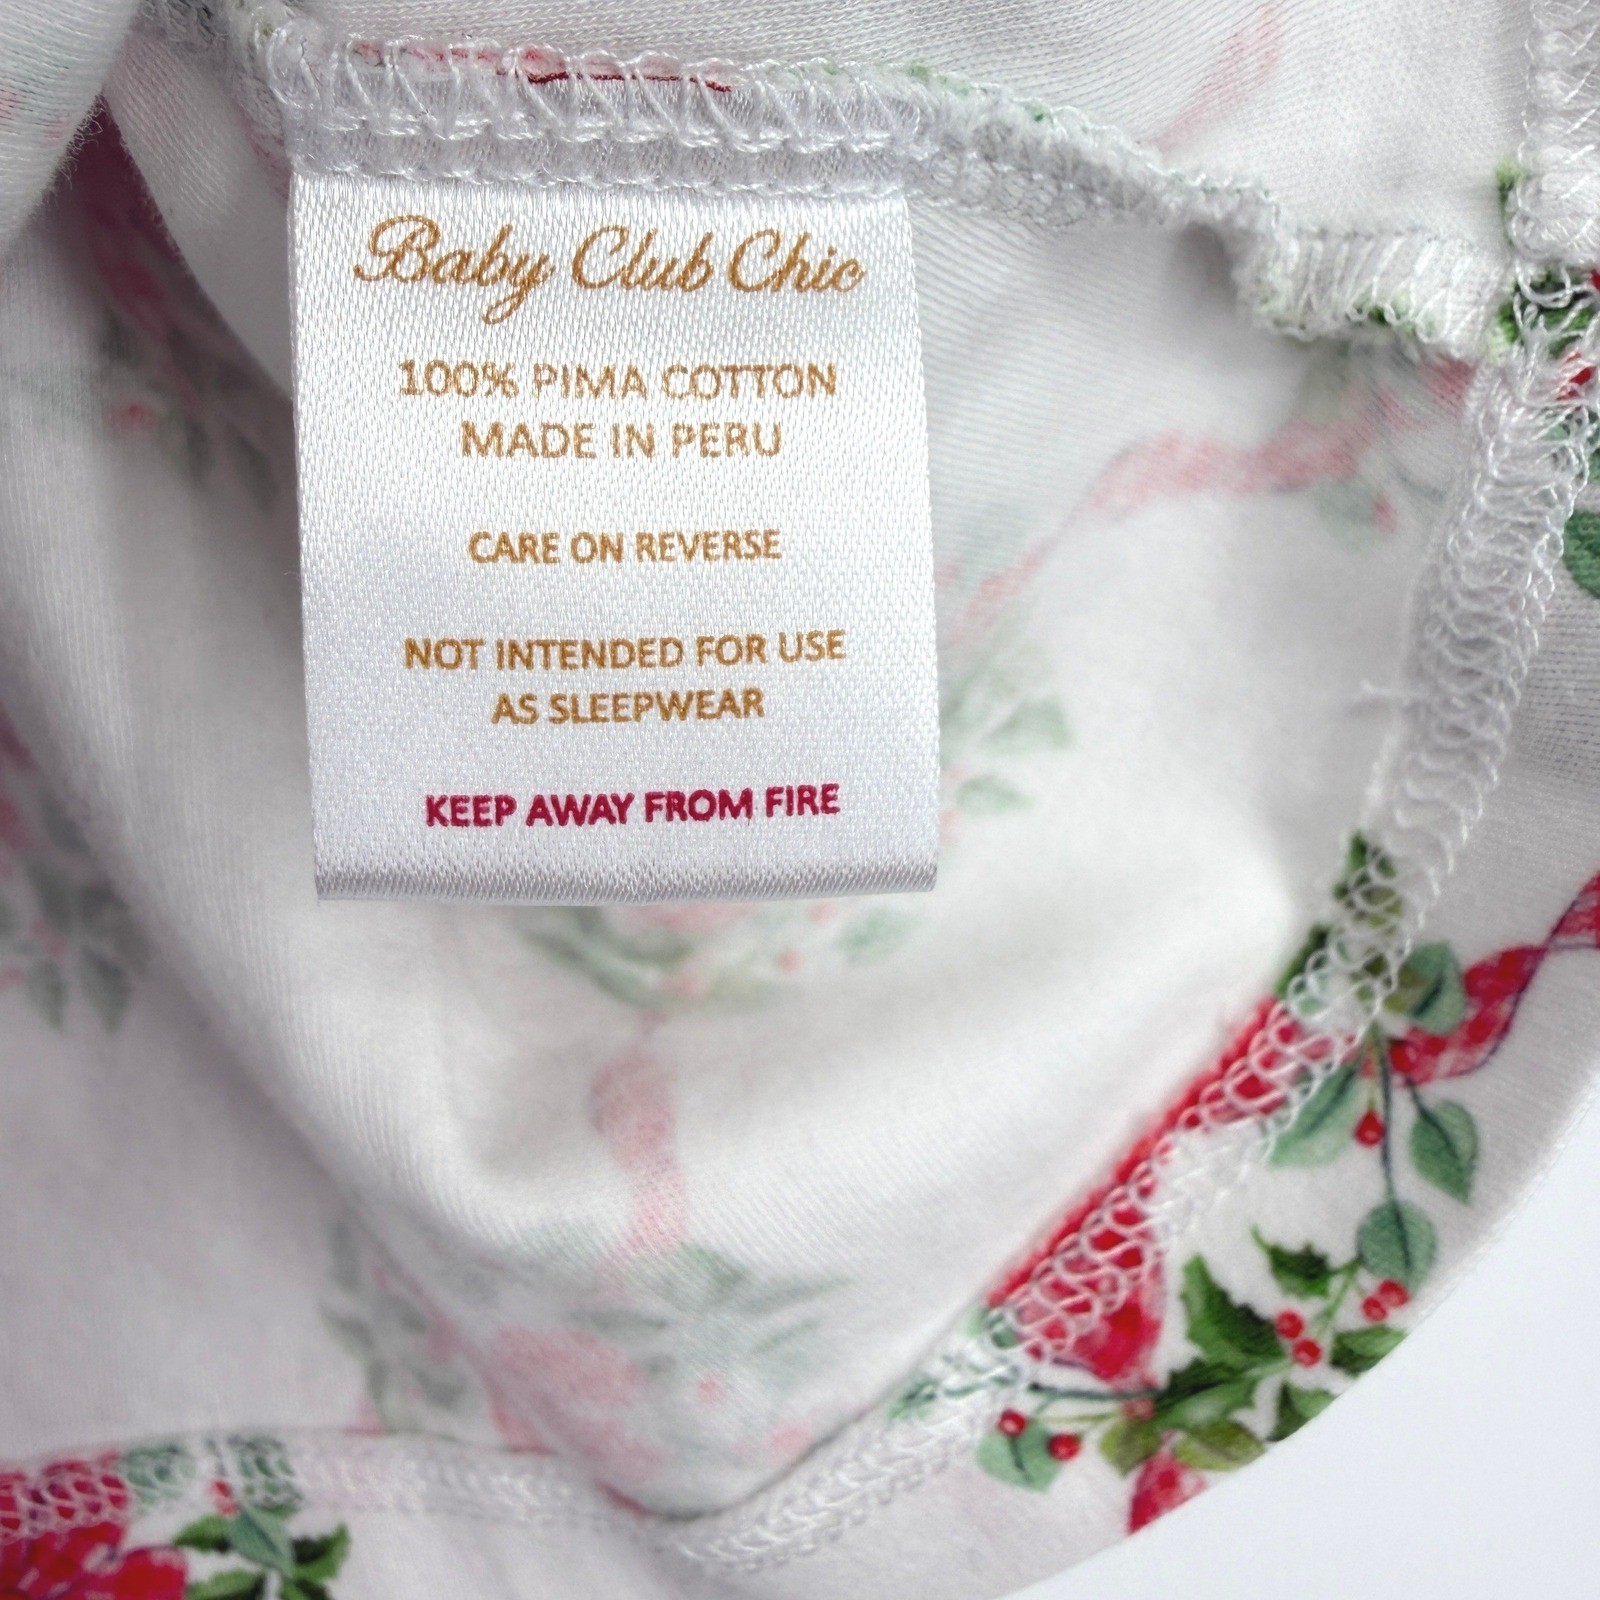 Baby Club Chic
100% PIMA COTTON
MADE IN PERU
CARE ON REVERSE
NOT INTENDED FOR USE
AS SLEEPWEAR
KEEP AWAY FROM FIRE